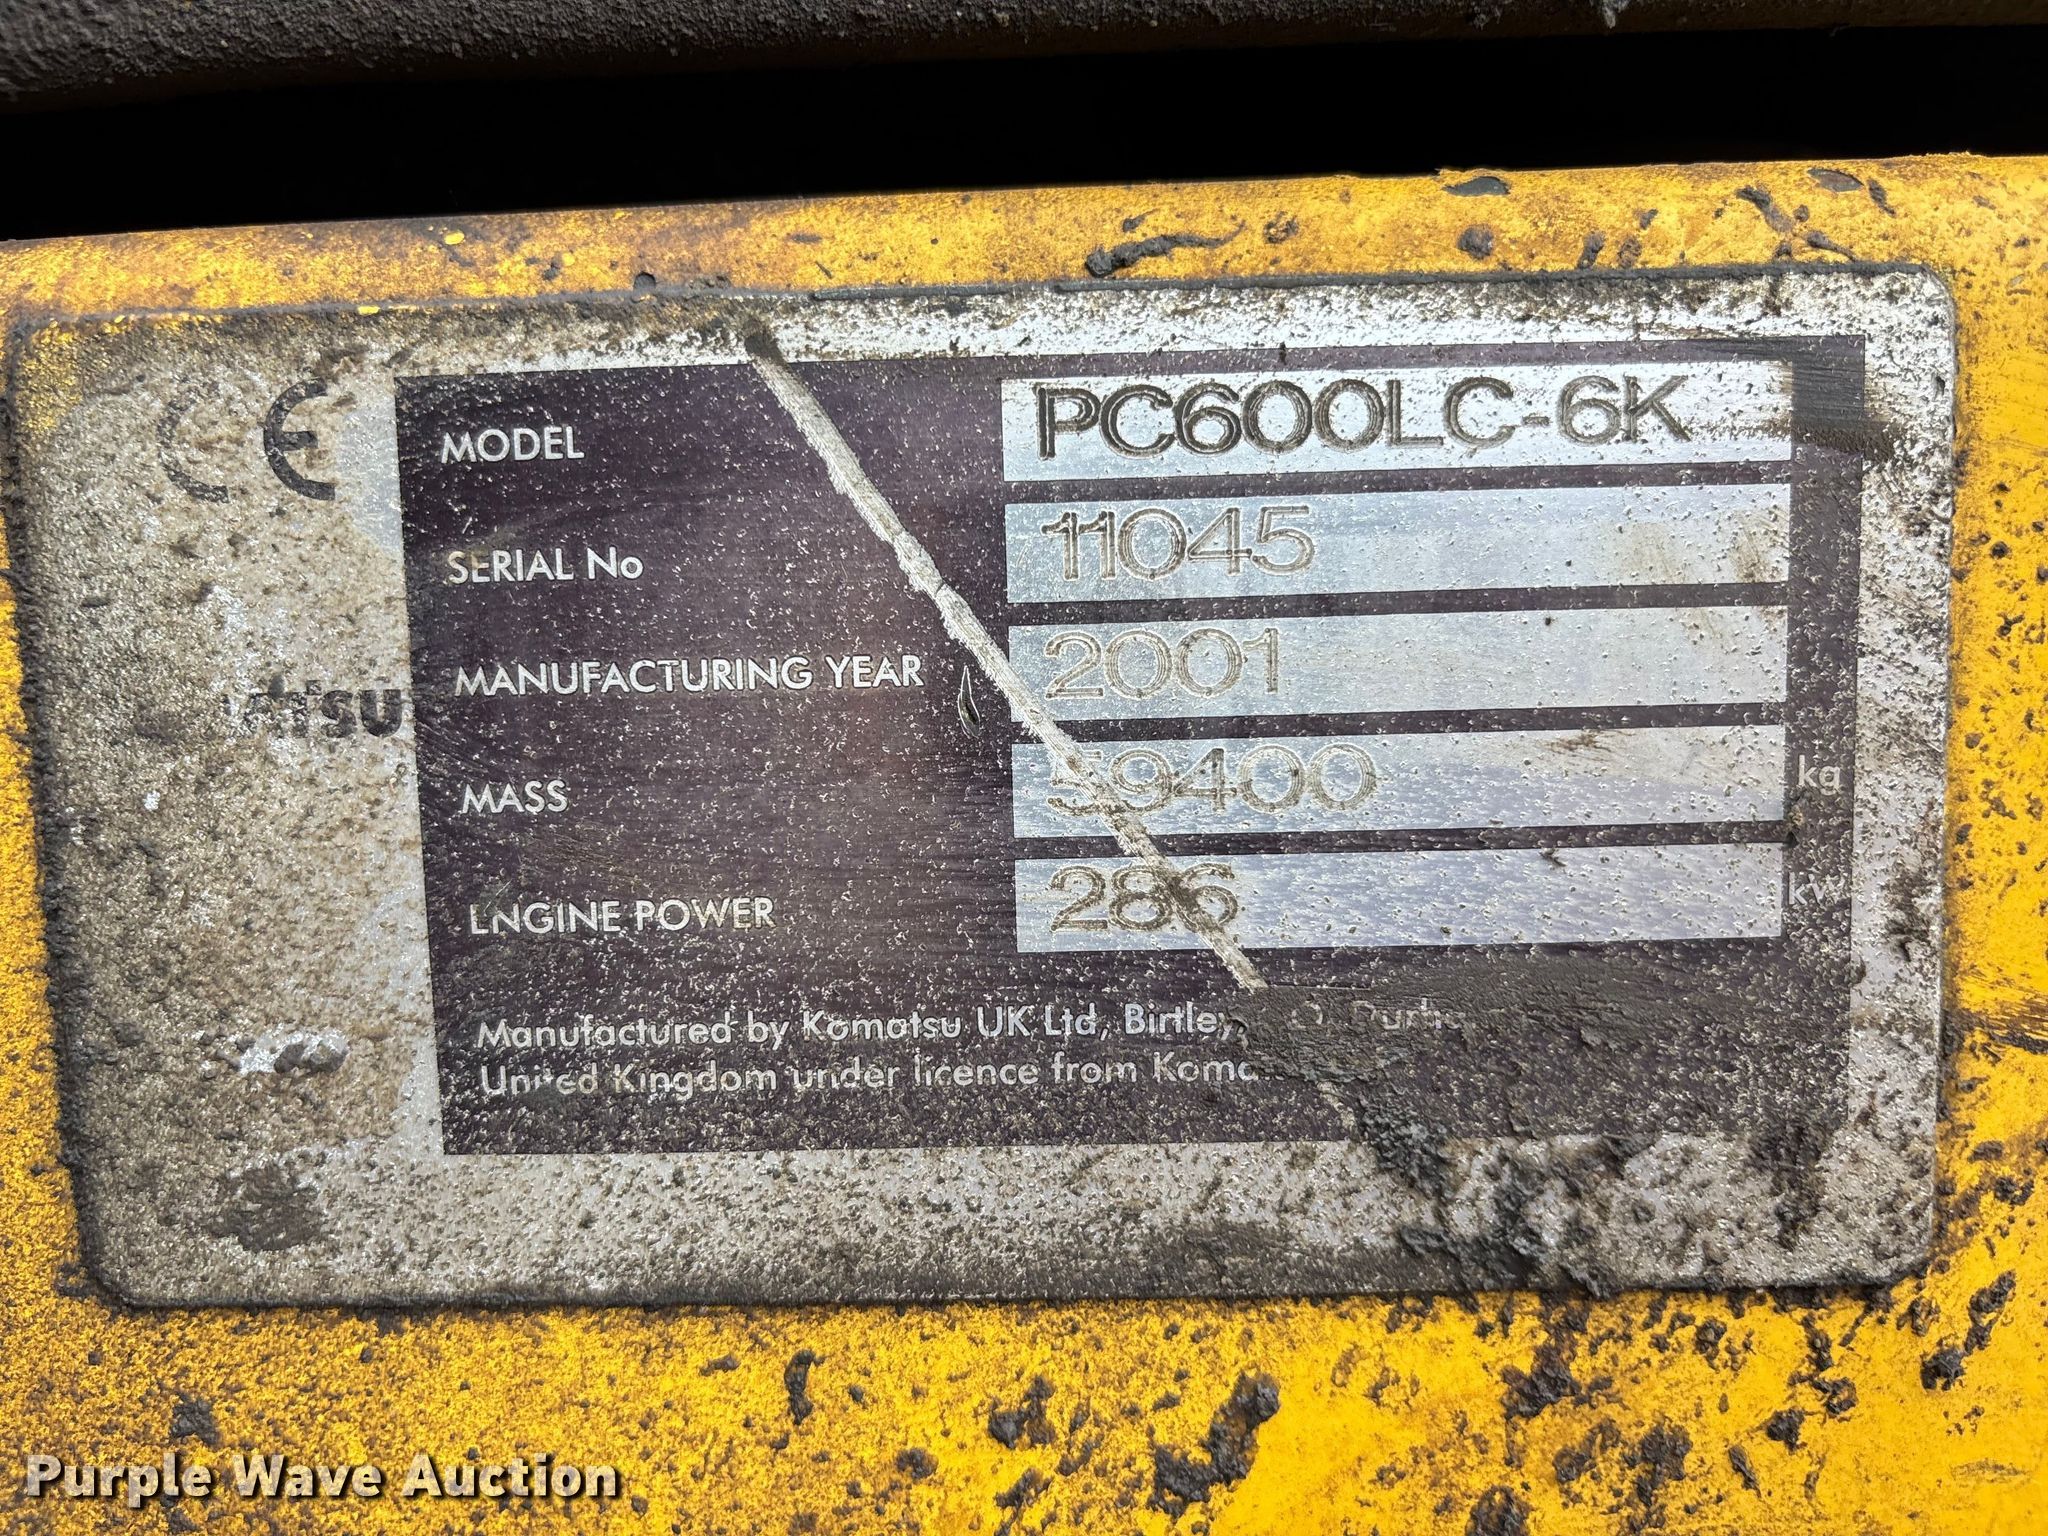 CE
MODEL PC600LC-6K
SERIAL No 11045
MANUFACTURING YEAR 2001
atsu
MASS 59400 kg
ENGINE POWER 286 kW
Manufactured by Komatsu UK Ltd, Birtley,
United Kingdom under licence from
Purple Wave Auction